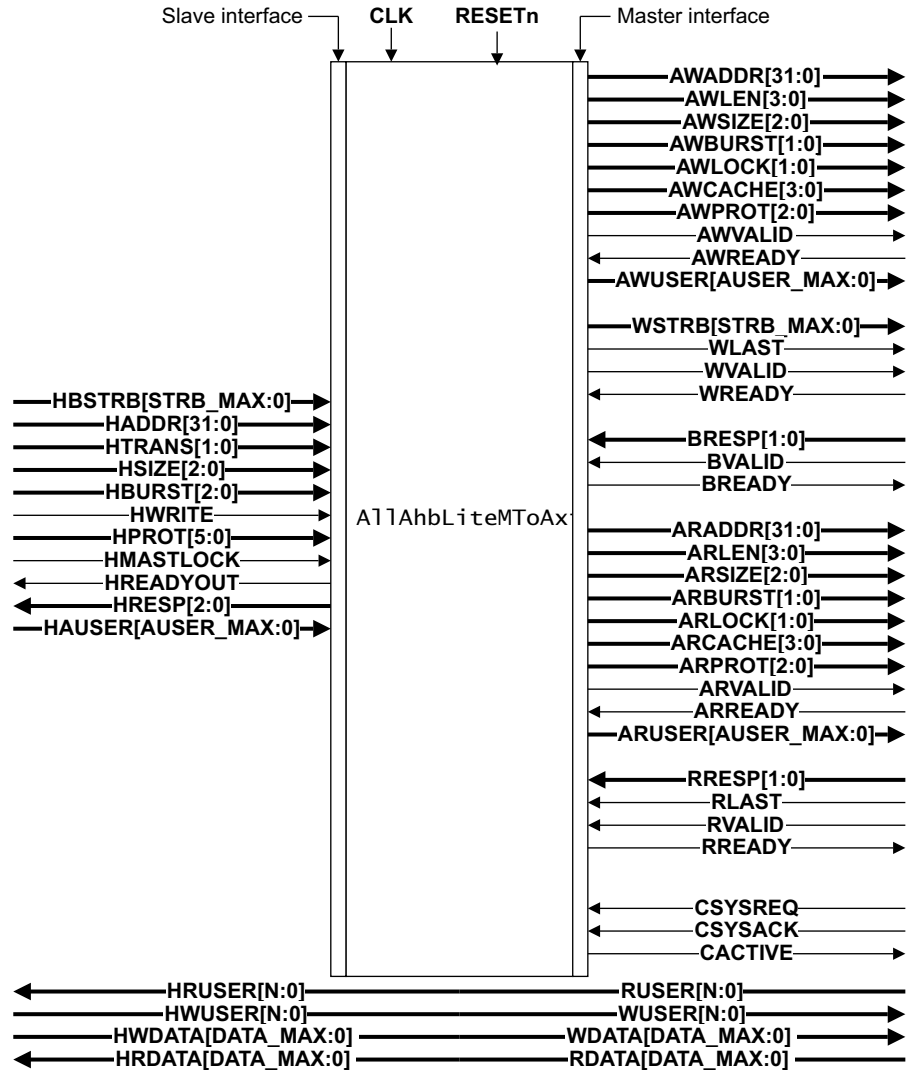 Slave interface
CLK
RESETn
Master interface
AWADDR[31:0]
AWLEN[3:0]
AWSIZE[2:0]
AWBURST[1:0]
AWLOCK[1:0]
AWCACHE[3:0]
AWPROT[2:0]
AWVALID
AWREADY
AWUSER[AUSER_MAX:0]
WSTRB[STRB_MAX:0]
WLAST
WVALID
WREADY
HBSTRB[STRB_MAX:0]
HADDR[31:0]
HTRANS[1:0]
HSIZE[2:0]
HBURST[2:0]
HWRITE
HPROT[5:0]
HMASTLOCK
HREADYOUT
HRESP[2:0]
HAUSER[AUSER_MAX:0]
AllAhbLiteMToAx
BRESP[1:0]
BVALID
BREADY
ARADDR[31:0]
ARLEN[3:0]
ARSIZE[2:0]
ARBURST[1:0]
ARLOCK[1:0]
ARCACHE[3:0]
ARPROT[2:0]
ARVALID
ARREADY
ARUSER[AUSER_MAX:0]
RRESP[1:0]
RLAST
RVALID
RREADY
CSYSREQ
CSYSACK
CACTIVE
HRUSER[N:0] RUSER[N:0]
HWUSER[N:0] WUSER[N:0]
HWDATA[DATA_MAX:0] WDATA[DATA_MAX:0]
HRDATA[DATA_MAX:0] RDATA[DATA_MAX:0]